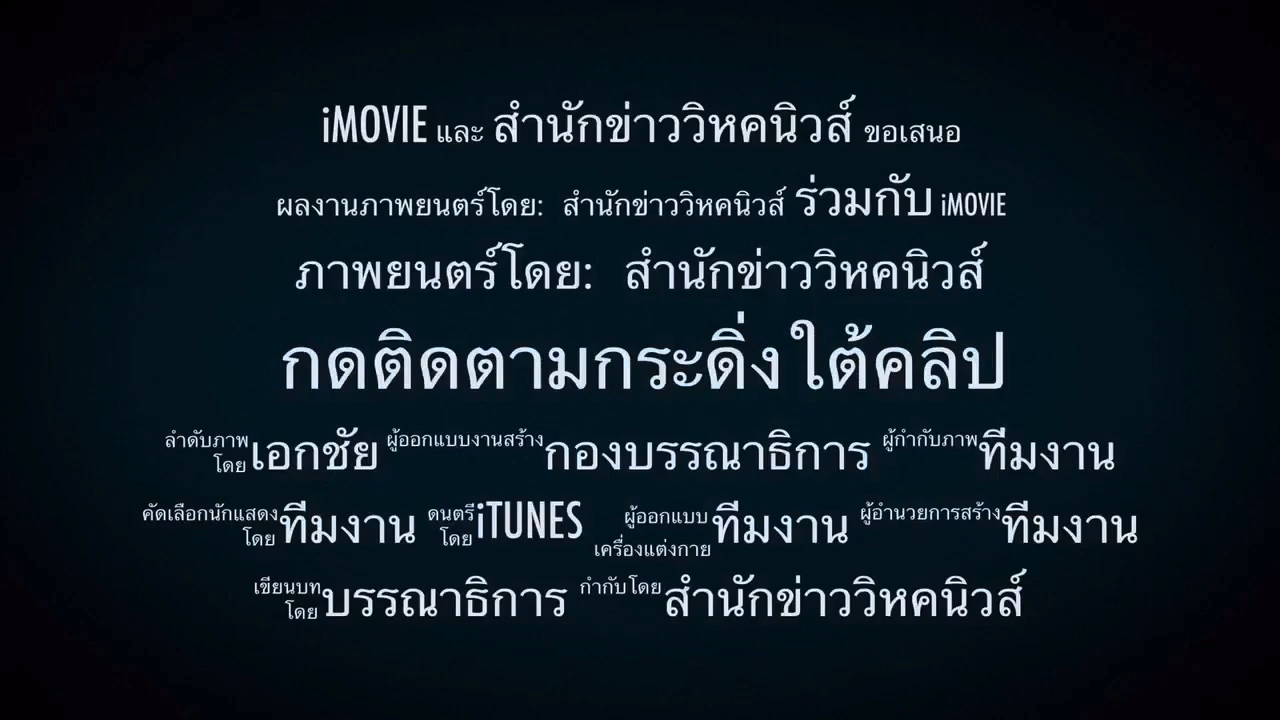 iMOVIE และ สำนักข่าววิหคนิวส์ ขอเสนอ
ผลงานภาพยนตร์โดย: สำนักข่าววิหคนิวส์ ร่วมกับ iMOVIE
ภาพยนตร์โดย: สำนักข่าววิหคนิวส์
กดติดตามกระดิ่ง ใต้คลิป
ลำดับภาพโดย เอกชัย ผู้ออกแบบงานสร้าง กองบรรณาธิการ ผู้กำกับภาพ ทีมงาน
คัดเลือกนักแสดงโดย ทีมงาน ดนตรีโดย iTUNES ผู้ออกแบบเครื่องแต่งกาย ทีมงาน ผู้อำนวยการสร้าง ทีมงาน
เขียนบทโดย บรรณาธิการ กำกับโดย สำนักข่าววิหคนิวส์